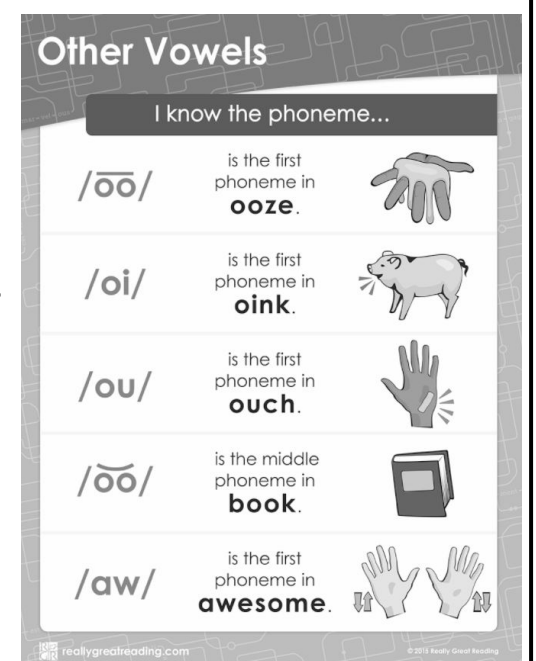 Other Vowels
I know the phoneme...
/o͞o/
is the first
phoneme in
ooze.
/oi/
is the first
phoneme in
oink.
/ou/
is the first
phoneme in
ouch.
/o͝o/
is the middle
phoneme in
book.
/aw/
is the first
phoneme in
awesome.
reallygreatreading.com
© 2015 Really Great Reading